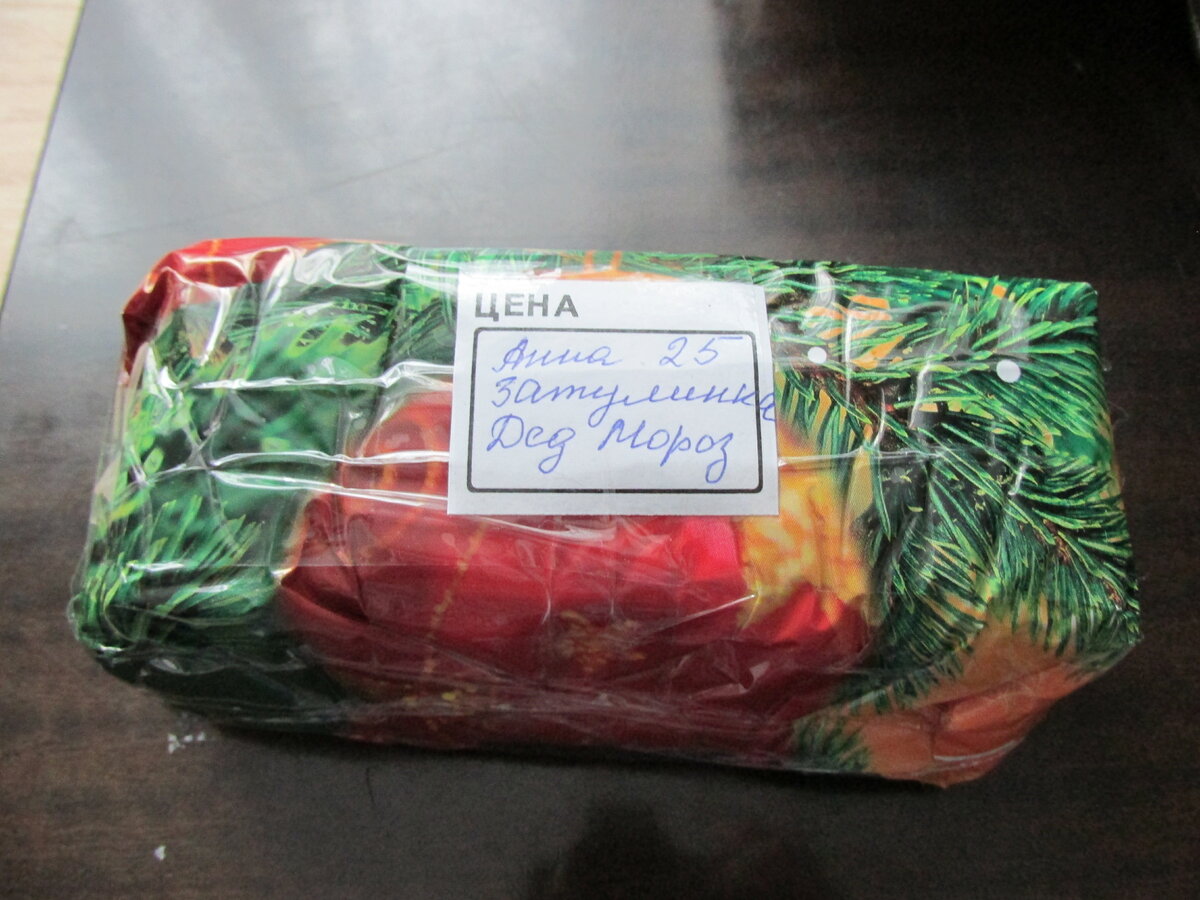 ЦЕНА
Анна 25
Затулинка
Дед Мороз